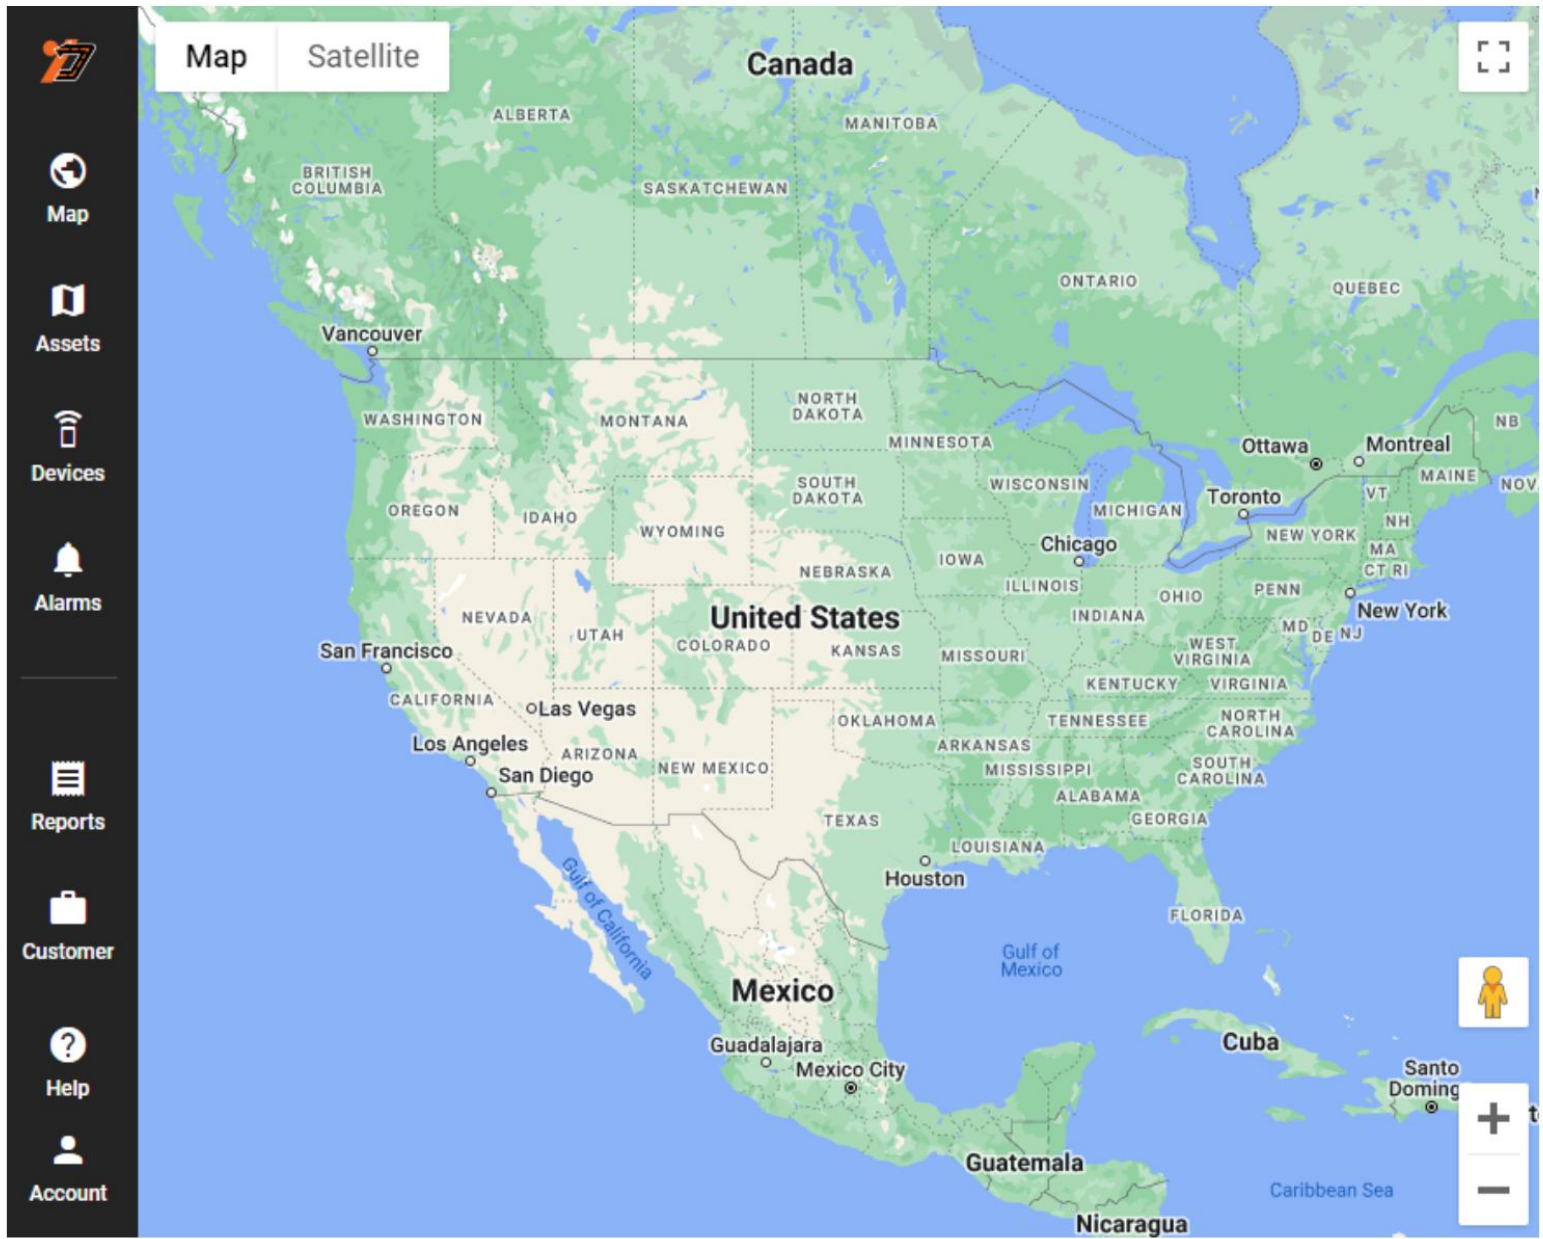 Map
Satellite
Map
Assets
Devices
Alarms
Reports
Customer
Help
Account
Canada
ALBERTA
MANITOBA
BRITISH
COLUMBIA
SASKATCHEWAN
ONTARIO
QUEBEC
Vancouver
WASHINGTON
MONTANA
NORTH
DAKOTA
MINNESOTA
NB
Ottawa
Montreal
MAINE
NOV
SOUTH
DAKOTA
WISCONSIN
MICHIGAN
Toronto
VT
NH
OREGON
IDAHO
WYOMING
Chicago
NEW YORK
MA
CT RI
NEBRASKA
IOWA
ILLINOIS
OHIO
PENN
New York
NEVADA
UTAH
United States
COLORADO
KANSAS
MISSOURI
INDIANA
WEST
VIRGINIA
MD
DE
NJ
San Francisco
CALIFORNIA
Las Vegas
KENTUCKY
VIRGINIA
OKLAHOMA
TENNESSEE
NORTH
CAROLINA
Los Angeles
ARIZONA
NEW MEXICO
ARKANSAS
San Diego
MISSISSIPPI
SOUTH
CAROLINA
ALABAMA
TEXAS
GEORGIA
LOUISIANA
Houston
FLORIDA
Gulf of California
Gulf of
Mexico
Mexico
Guadalajara
Mexico City
Cuba
Santo
Doming
Guatemala
Caribbean Sea
Nicaragua